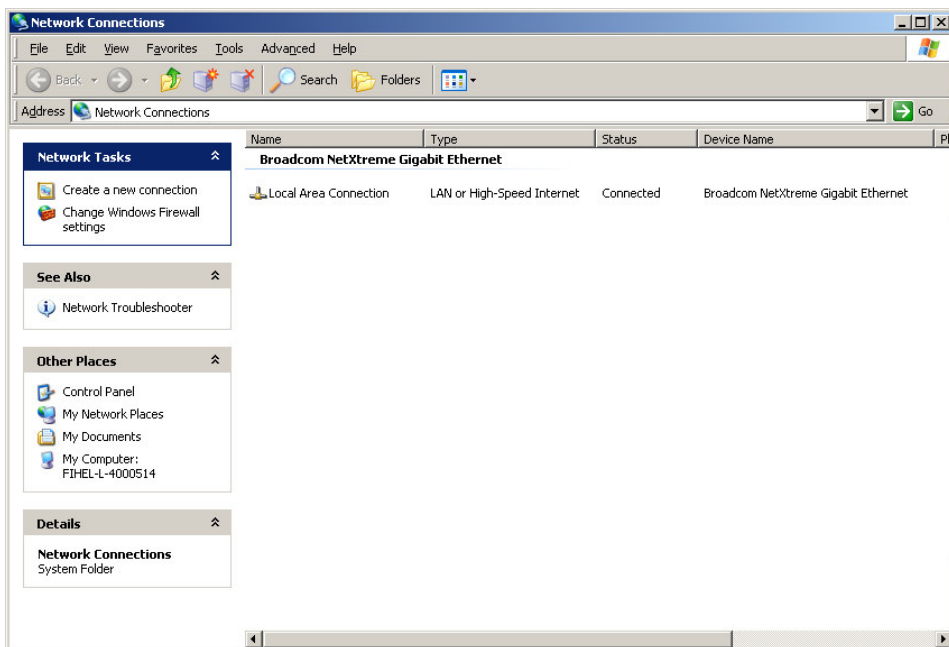 Network Connections
File Edit View Favorites Tools Advanced Help
Back Search Folders
Address Network Connections Go
Network Tasks
Create a new connection
Change Windows Firewall
settings
See Also
Network Troubleshooter
Other Places
Control Panel
My Network Places
My Documents
My Computer:
FIHEL-L-4000514
Details
Network Connections
System Folder
Name Type Status Device Name
Broadcom NetXtreme Gigabit Ethernet
Local Area Connection LAN or High-Speed Internet Connected Broadcom NetXtreme Gigabit Ethernet